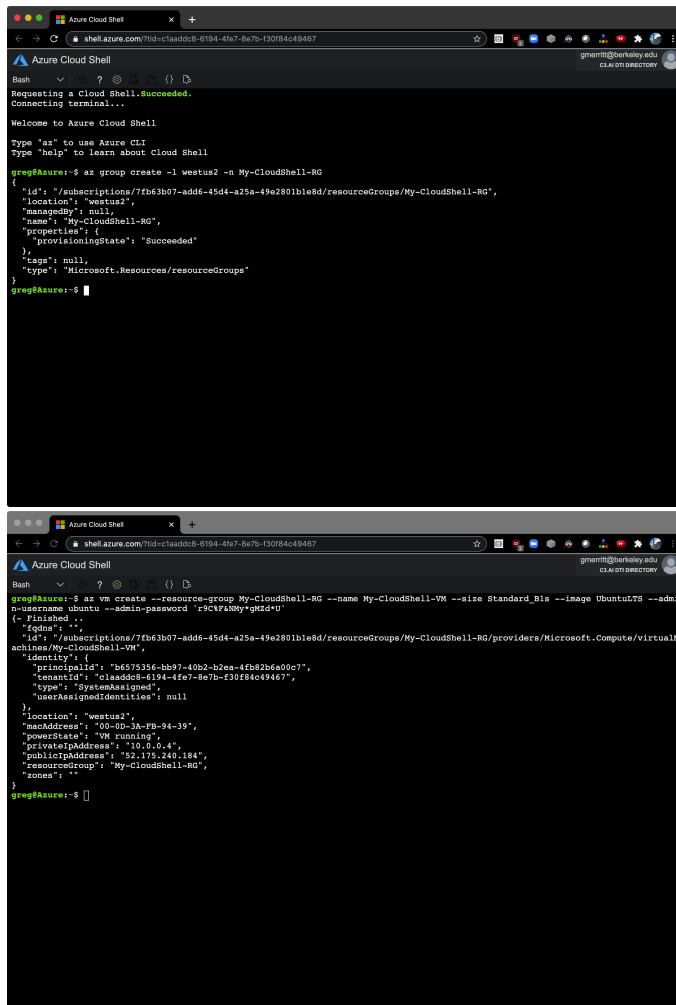 Azure Cloud Shell
shell.azure.com/?tid=c1aaddc8-6194-4fe7-8e7b-f30f84c49467
Azure Cloud Shell
gmerritt@berkeley.edu
C3.AI DTI DIRECTORY
Bash
Requesting a Cloud Shell.Succeeded.
Connecting terminal...
Welcome to Azure Cloud Shell
Type "az" to use Azure CLI
Type "help" to learn about Cloud Shell
greg@Azure:~$ az group create -l westus2 -n My-CloudShell-RG
{
"id": "/subscriptions/7fb63b07-add6-45d4-a25a-49e2801b1e8d/resourceGroups/My-CloudShell-RG",
"location": "westus2",
"managedBy": null,
"name": "My-CloudShell-RG",
"properties": {
"provisioningState": "Succeeded"
},
"tags": null,
"type": "Microsoft.Resources/resourceGroups"
}
greg@Azure:~$
Azure Cloud Shell
shell.azure.com/?tid=c1aaddc8-6194-4fe7-8e7b-f30f84c49467
Azure Cloud Shell
gmerritt@berkeley.edu
C3.AI DTI DIRECTORY
Bash
greg@Azure:~$ az vm create --resource-group My-CloudShell-RG --name My-CloudShell-VM --size Standard_B1s --image UbuntuLTS --admi
n-username ubuntu --admin-password 'r9C%F&NMy*gMZd*U'
{- Finished ..
"fqdns": "",
"id": "/subscriptions/7fb63b07-add6-45d4-a25a-49e2801b1e8d/resourceGroups/My-CloudShell-RG/providers/Microsoft.Compute/virtualM
achines/My-CloudShell-VM",
"identity": {
"principalId": "b6575356-bb97-40b2-b2ea-4fb82b6a00c7",
"tenantId": "c1aaddc8-6194-4fe7-8e7b-f30f84c49467",
"type": "SystemAssigned",
"userAssignedIdentities": null
},
"location": "westus2",
"macAddress": "00-0D-3A-FB-94-39",
"powerState": "VM running",
"privateIpAddress": "10.0.0.4",
"publicIpAddress": "52.175.240.184",
"resourceGroup": "My-CloudShell-RG",
"zones": ""
}
greg@Azure:~$